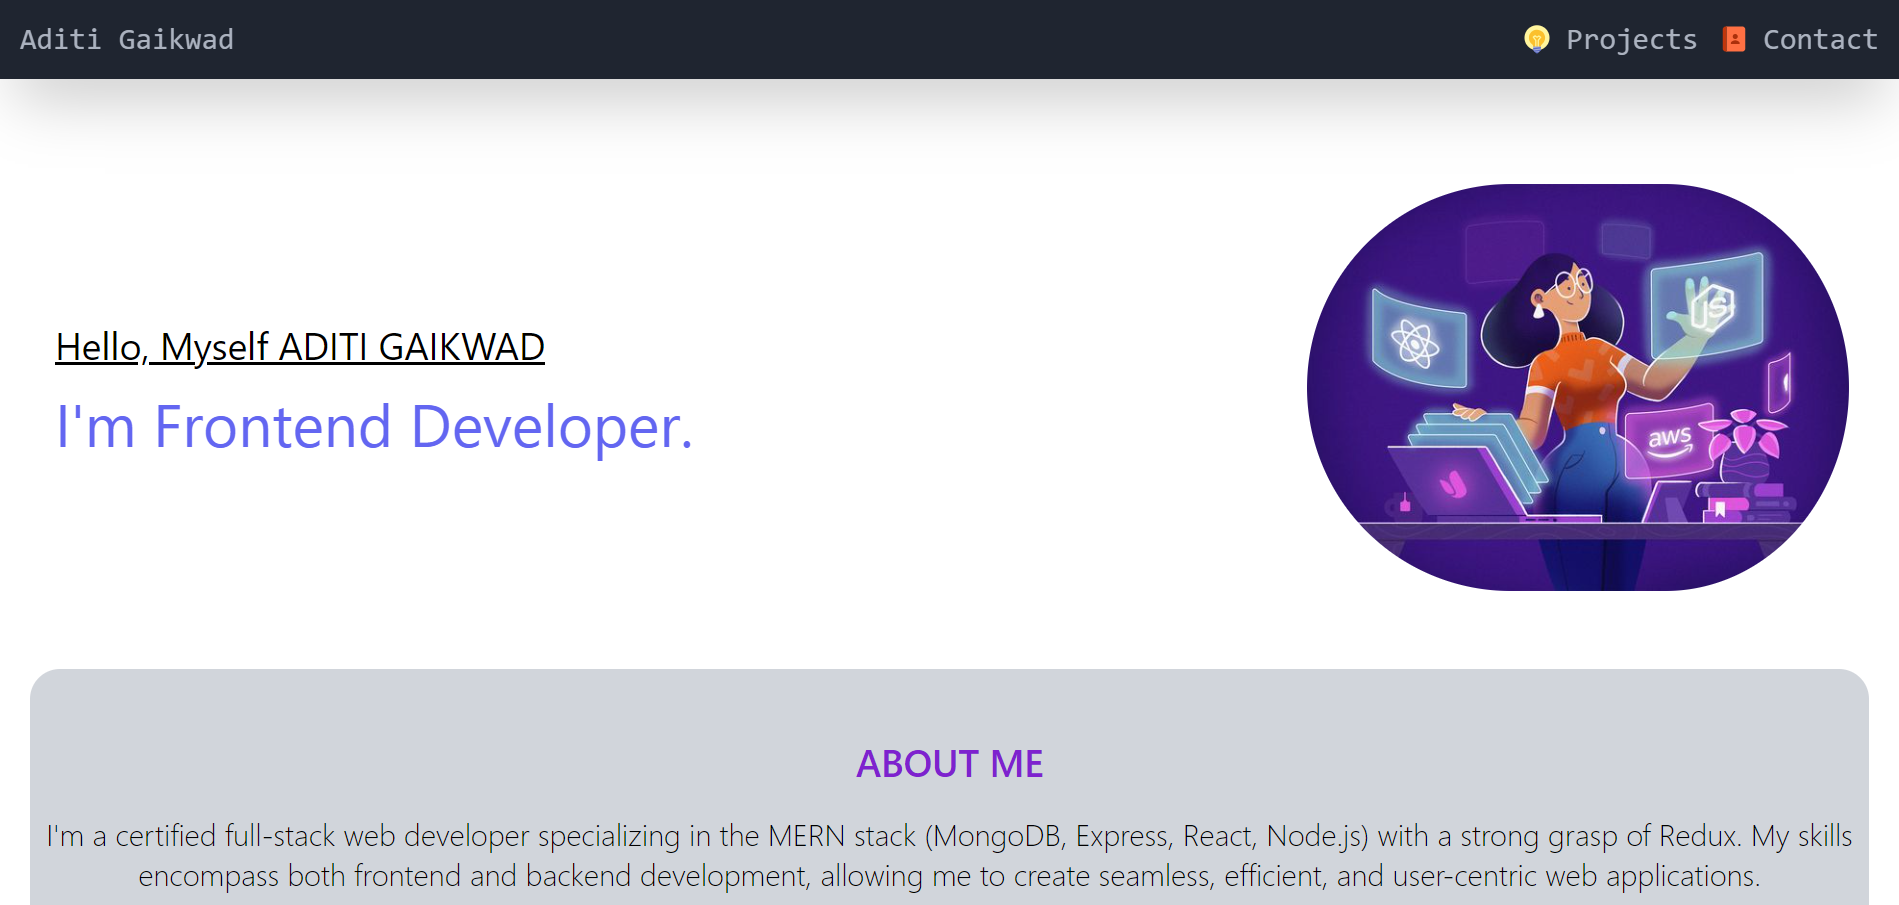 Aditi Gaikwad
Projects
Contact
Hello, Myself ADITI GAIKWAD
I'm Frontend Developer.
JS
aws
ABOUT ME
I'm a certified full-stack web developer specializing in the MERN stack (MongoDB, Express, React, Node.js) with a strong grasp of Redux. My skills
encompass both frontend and backend development, allowing me to create seamless, efficient, and user-centric web applications.